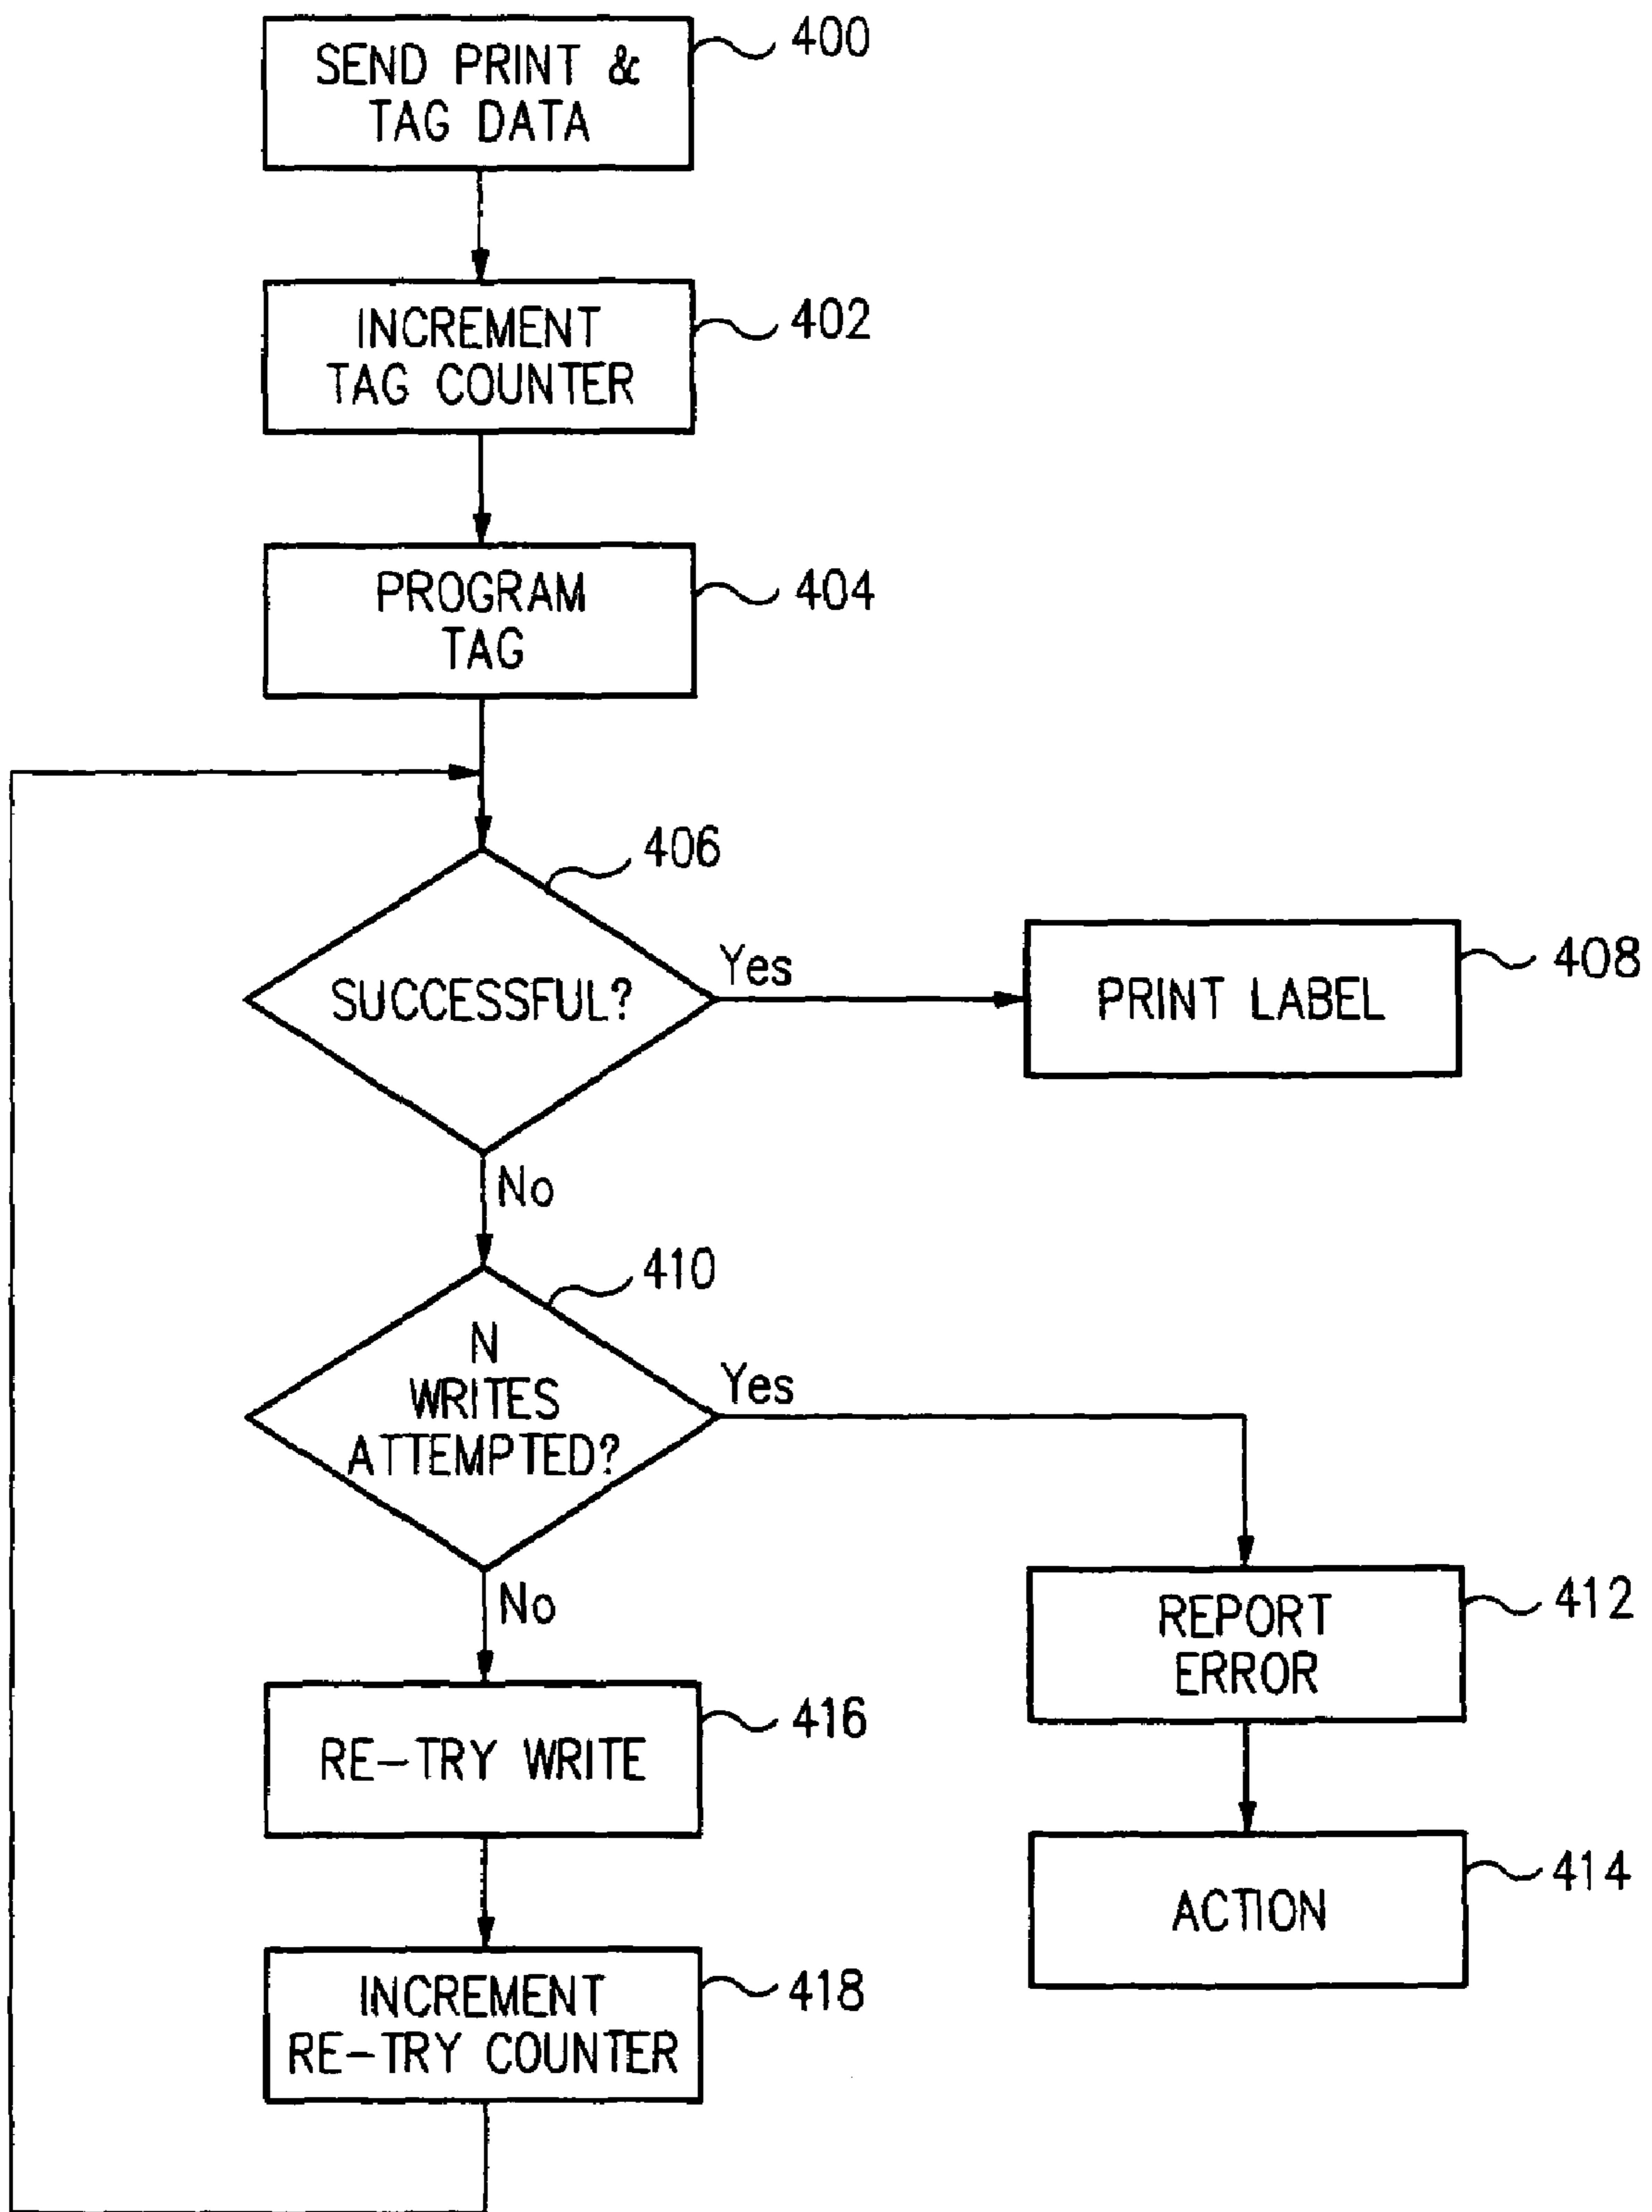 SEND PRINT &
TAG DATA
400
INCREMENT
TAG COUNTER
402
PROGRAM
TAG
404
406
SUCCESSFUL?
Yes
PRINT LABEL
408
No
410
N
WRITES
ATTEMPTED?
Yes
No
REPORT
ERROR
412
RE-TRY WRITE
416
ACTION
414
INCREMENT
RE-TRY COUNTER
418